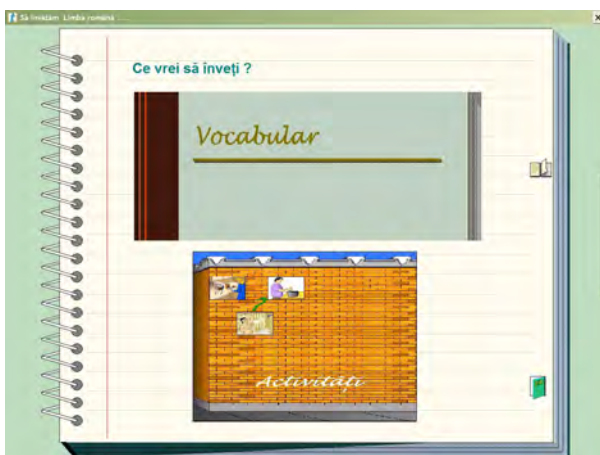 Să învățăm Limba română ....
Ce vrei să înveți ?
Vocabular
Activități